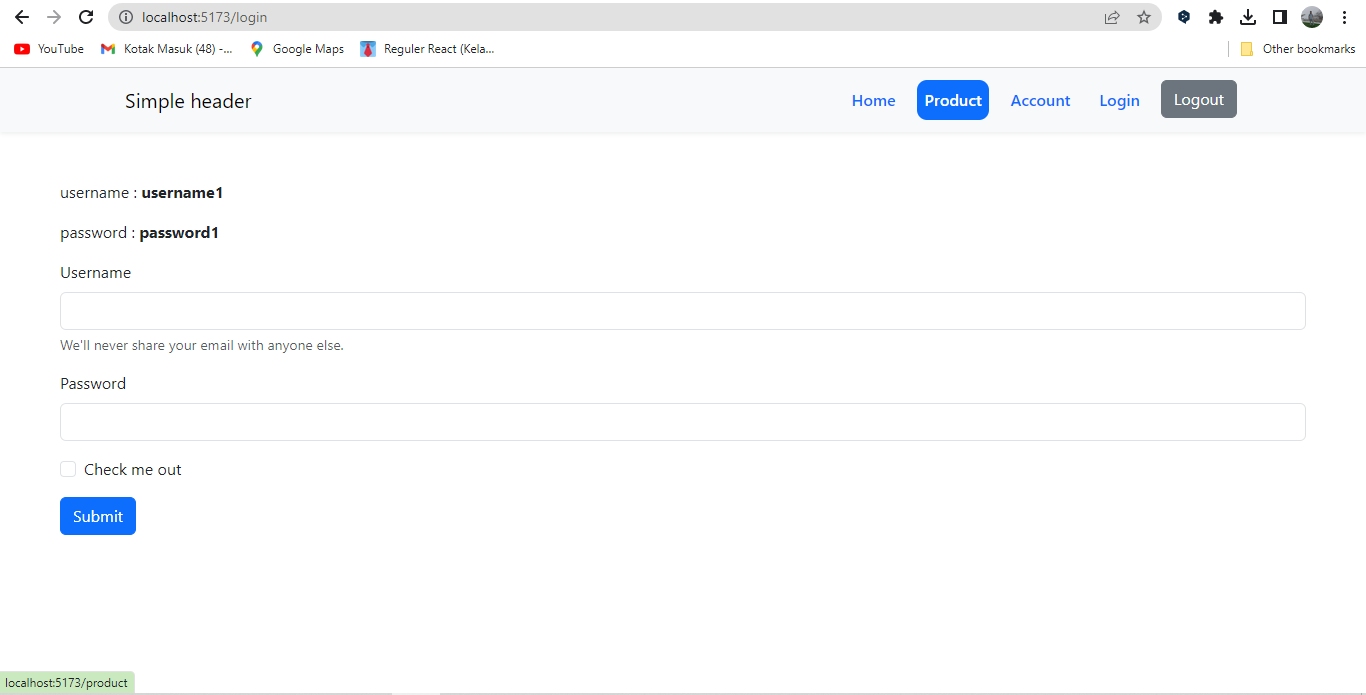 localhost:5173/login
YouTube Kotak Masuk (48) -... Google Maps Reguler React (Kela... Other bookmarks
Simple header Home Product Account Login Logout
username : username1
password : password1
Username
We'll never share your email with anyone else.
Password
Check me out
Submit
localhost:5173/product